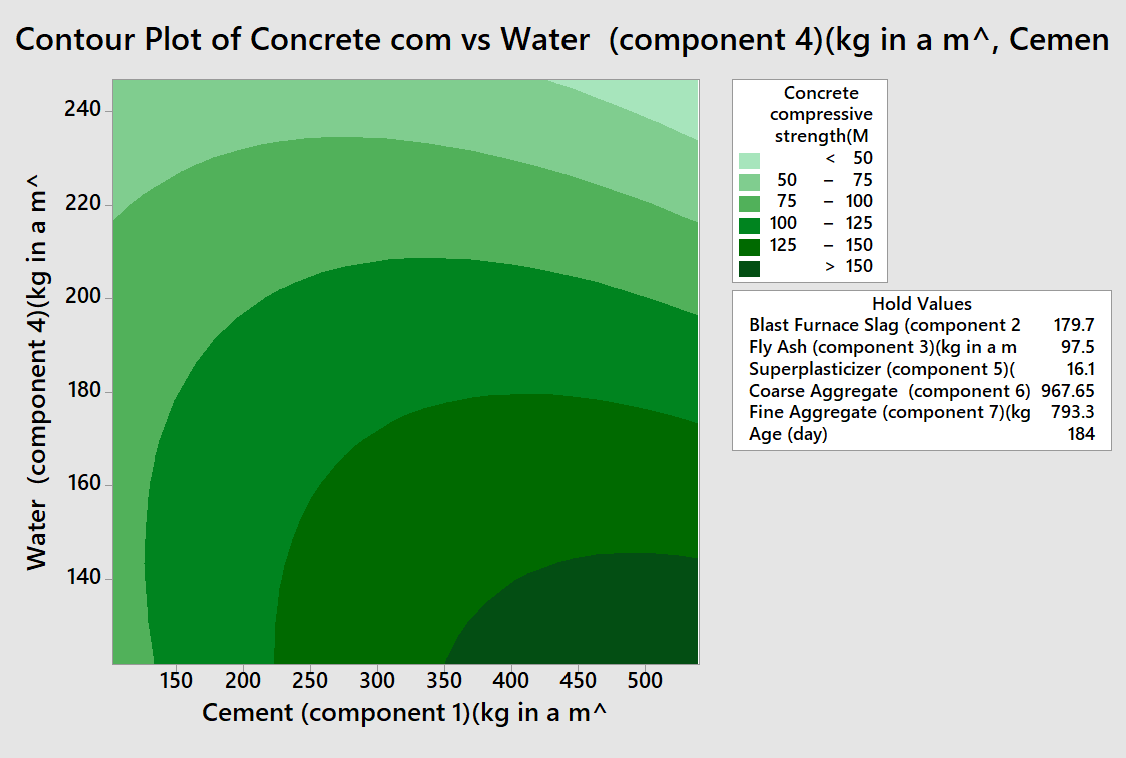 Contour Plot of Concrete com vs Water  (component 4)(kg in a m^, Cemen
Water  (component 4)(kg in a m^
240
220
200
180
160
140
150 200 250 300 350 400 450 500
Cement (component 1)(kg in a m^
Concrete
compressive
strength(M
< 50
50 – 75
75 – 100
100 – 125
125 – 150
> 150
Hold Values
Blast Furnace Slag (component 2 179.7
Fly Ash (component 3)(kg in a m 97.5
Superplasticizer (component 5)( 16.1
Coarse Aggregate  (component 6) 967.65
Fine Aggregate (component 7)(kg 793.3
Age (day) 184